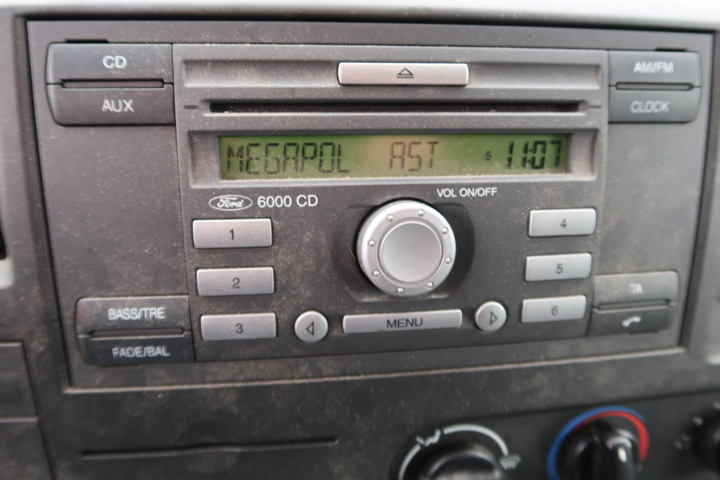 CD
AM/FM
AUX
CLOCK
MEGAPOL AST 5 11:07
Ford 6000 CD
VOL ON/OFF
1
4
2
5
3
6
BASS/TRE
TA
FADE/BAL
MENU